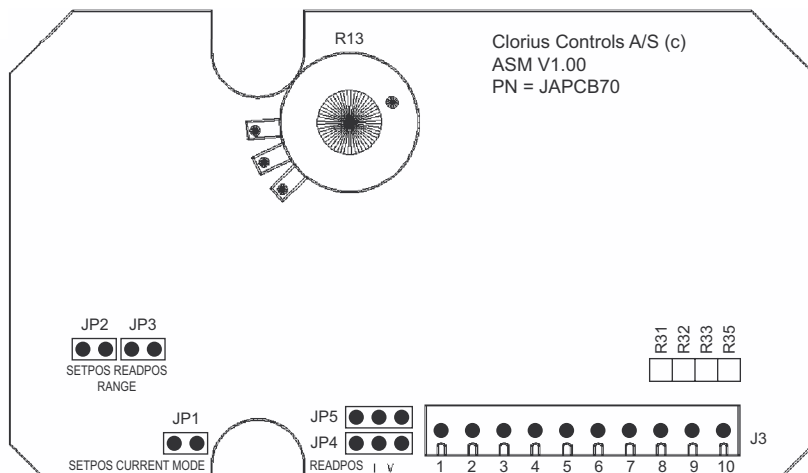 R13
Clorius Controls A/S (c)
ASM V1.00
PN = JAPCB70
JP2 JP3
SETPOS READPOS
RANGE
R31
R32
R33
R35
JP1
SETPOS CURRENT MODE
JP5
JP4
READPOS I V
J3
1 2 3 4 5 6 7 8 9 10